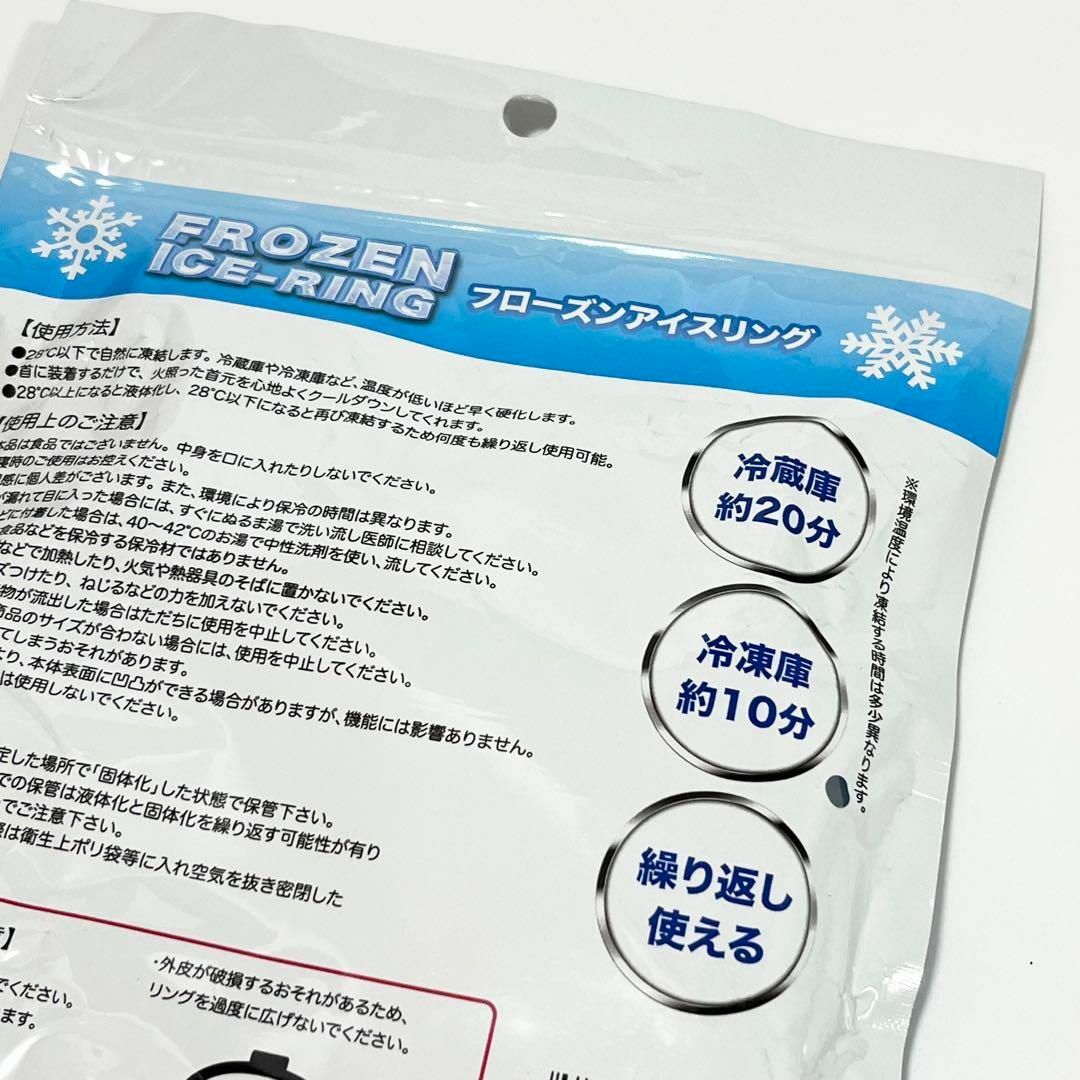 FROZEN
ICE-RING
フローズンアイスリング
【使用方法】
●28℃以下で自然に凍結します。冷蔵庫や冷凍庫など、温度が低いほど早く硬化します。
●首に装着するだけで、火照った首元を心地よくクールダウンしてくれます。
●28℃以上になると液体化し、28℃以下になると再び凍結するため何度も繰り返し使用可能。
使用上のご注意】
本品は食品ではございません。中身を口に入れたりしないでください。
寝時のご使用はお控えください。
感に個人差がございます。また、環境により保冷の時間は異なります。
が漏れて目に入った場合には、すぐにぬるま湯で洗い流し医師に相談してください。
どに付着した場合は、40〜42℃のお湯で中性洗剤を使い、流してください。
食品などを保冷する保冷材ではありません。
などで加熱したり、火気や熱器具のそばに置かないでください。
ズつけたり、ねじるなどの力を加えないでください。
物が流出した場合はただちに使用を中止してください。
商品のサイズが合わない場合には、使用を中止してください。
てしまうおそれがあります。
より、本体表面に凹凸ができる場合がありますが、機能には影響ありません。
は使用しないでください。
定した場所で「固体化」した状態で保管下さい。
での保管は液体化と固体化を繰り返す可能性が有り
でご注意下さい。
際は衛生上ポリ袋等に入れ空気を抜き密閉した
冷蔵庫
約20分
冷凍庫
約10分
繰り返し
使える
※環境温度により凍結する時間は多少異なります。
】
でください。
ます。
・外皮が破損するおそれがあるため、
リングを過度に広げないでください。